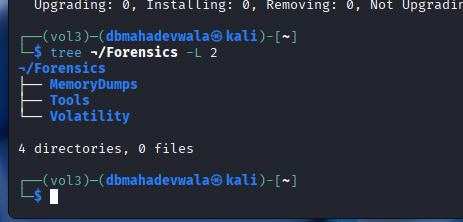 Upgrading: 0, Installing: 0, Removing: 0, Not Upgradin
┌──(vol3)─(dbmahadevwala㉿kali)-[~]
└─$ tree ¬/Forensics -L 2
¬/Forensics
├── MemoryDumps
├── Tools
└── Volatility
4 directories, 0 files
┌──(vol3)─(dbmahadevwala㉿kali)-[~]
└─$